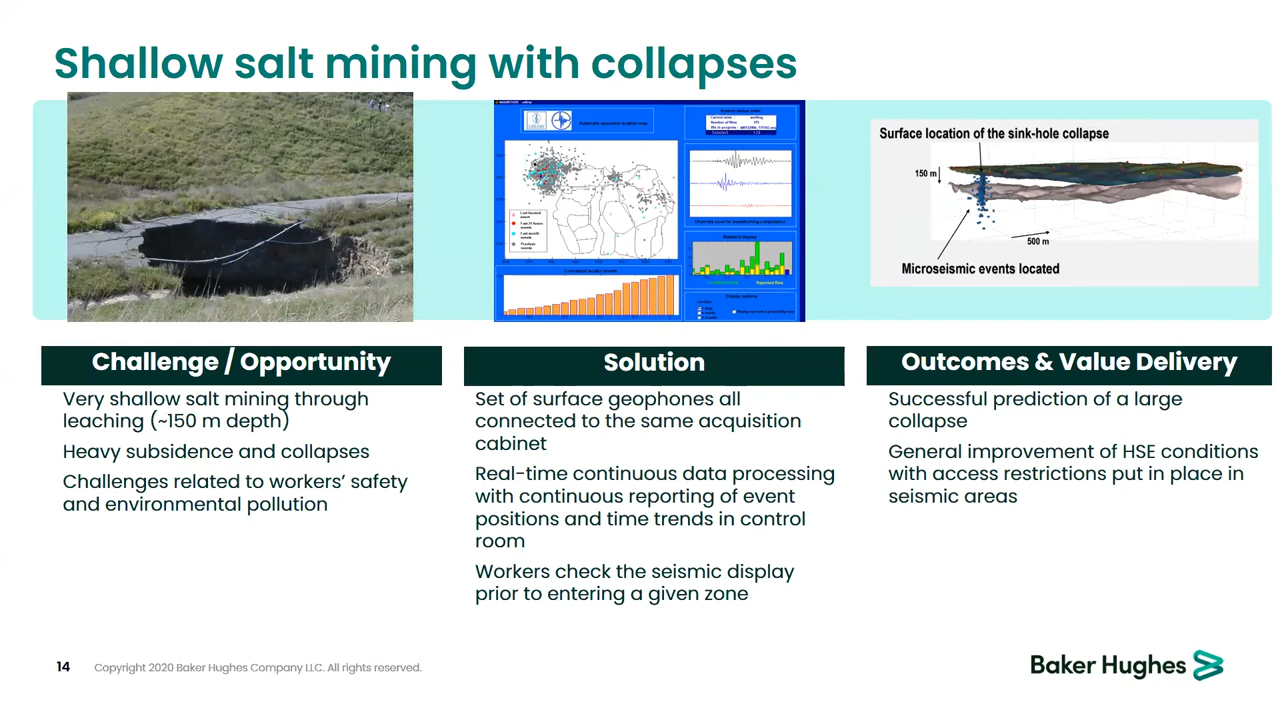 Shallow salt mining with collapses
Surface location of the sink-hole collapse
150 m
500 m
Microseismic events located
Challenge / Opportunity
Very shallow salt mining through
leaching (~150 m depth)
Heavy subsidence and collapses
Challenges related to workers’ safety
and environmental pollution
Solution
Set of surface geophones all
connected to the same acquisition
cabinet
Real-time continuous data processing
with continuous reporting of event
positions and time trends in control
room
Workers check the seismic display
prior to entering a given zone
Outcomes & Value Delivery
Successful prediction of a large
collapse
General improvement of HSE conditions
with access restrictions put in place in
seismic areas
14
Copyright 2020 Baker Hughes Company LLC. All rights reserved.
Baker Hughes